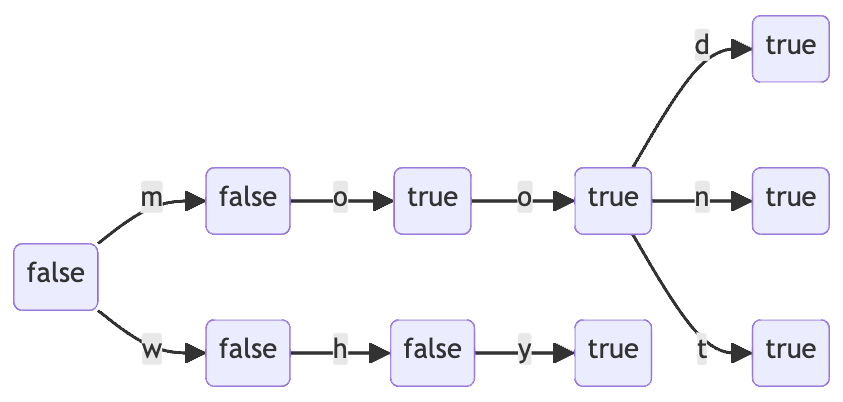 d true
m false o true o true n true
false
w false h false y true t true